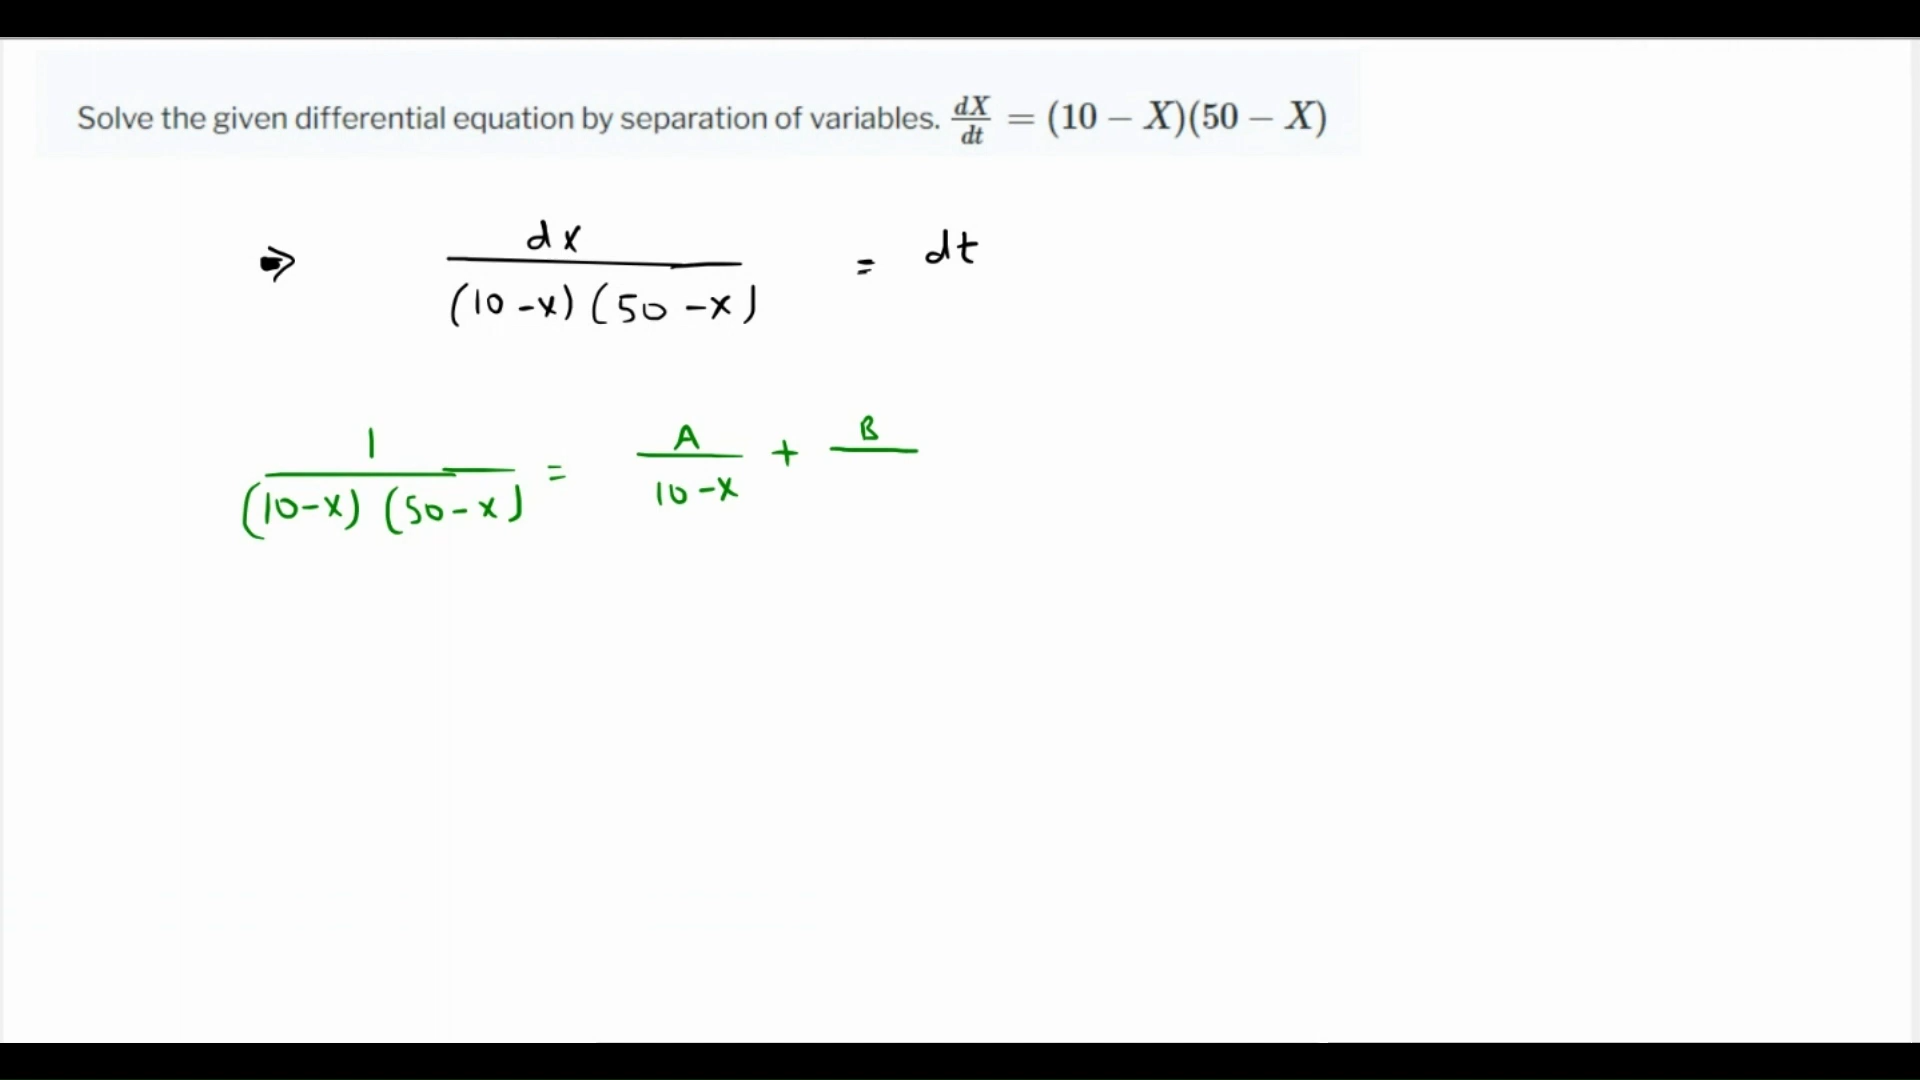 Solve the given differential equation by separation of variables. dX/dt = (10 − X)(50 − X)
⇒ dx/((10-x)(50-x)) = dt
1/((10-x)(50-x)) = A/(10-x) + B/